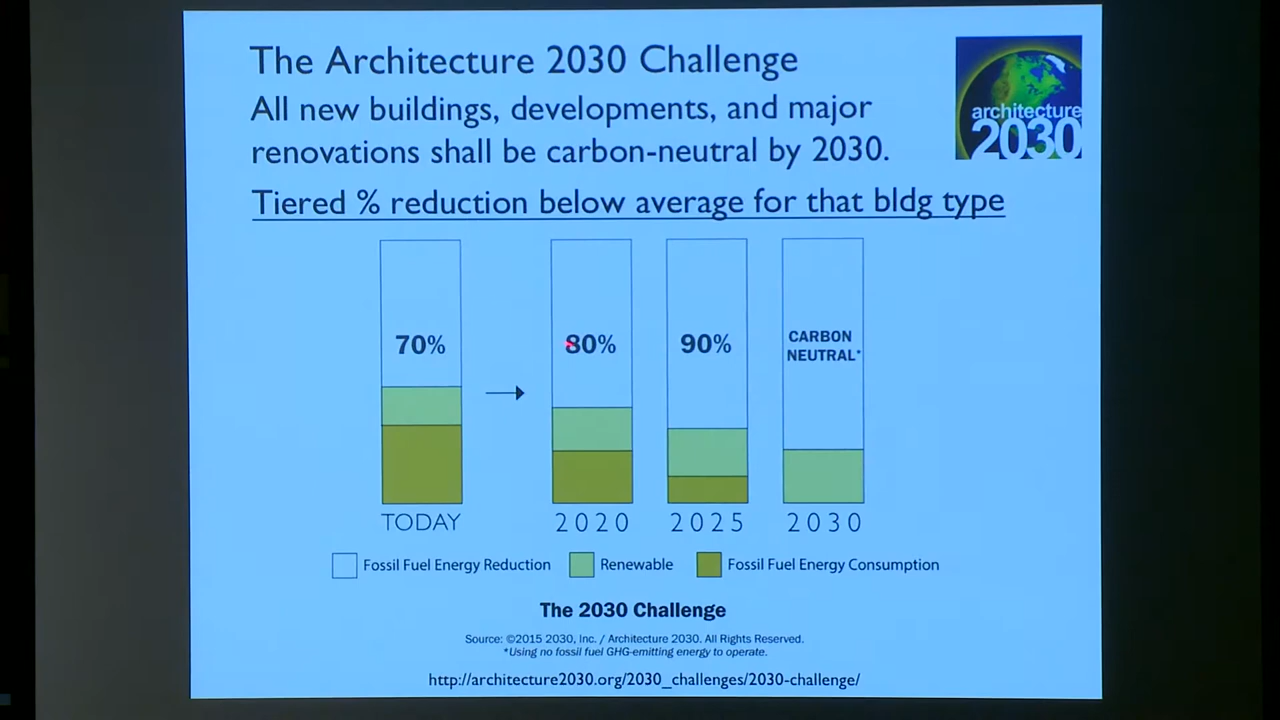 The Architecture 2030 Challenge
All new buildings, developments, and major
renovations shall be carbon-neutral by 2030.
architecture
2030
Tiered % reduction below average for that bldg type
70%
80%
90%
CARBON
NEUTRAL*
TODAY
2020
2025
2030
Fossil Fuel Energy Reduction
Renewable
Fossil Fuel Energy Consumption
The 2030 Challenge
Source: ©2015 2030, Inc. / Architecture 2030. All Rights Reserved.
*Using no fossil fuel GHG-emitting energy to operate.
http://architecture2030.org/2030_challenges/2030-challenge/